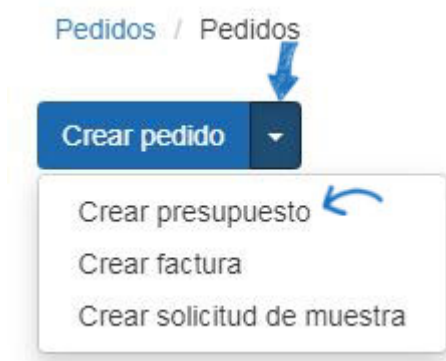 Pedidos / Pedidos
Crear pedido
Crear presupuesto
Crear factura
Crear solicitud de muestra